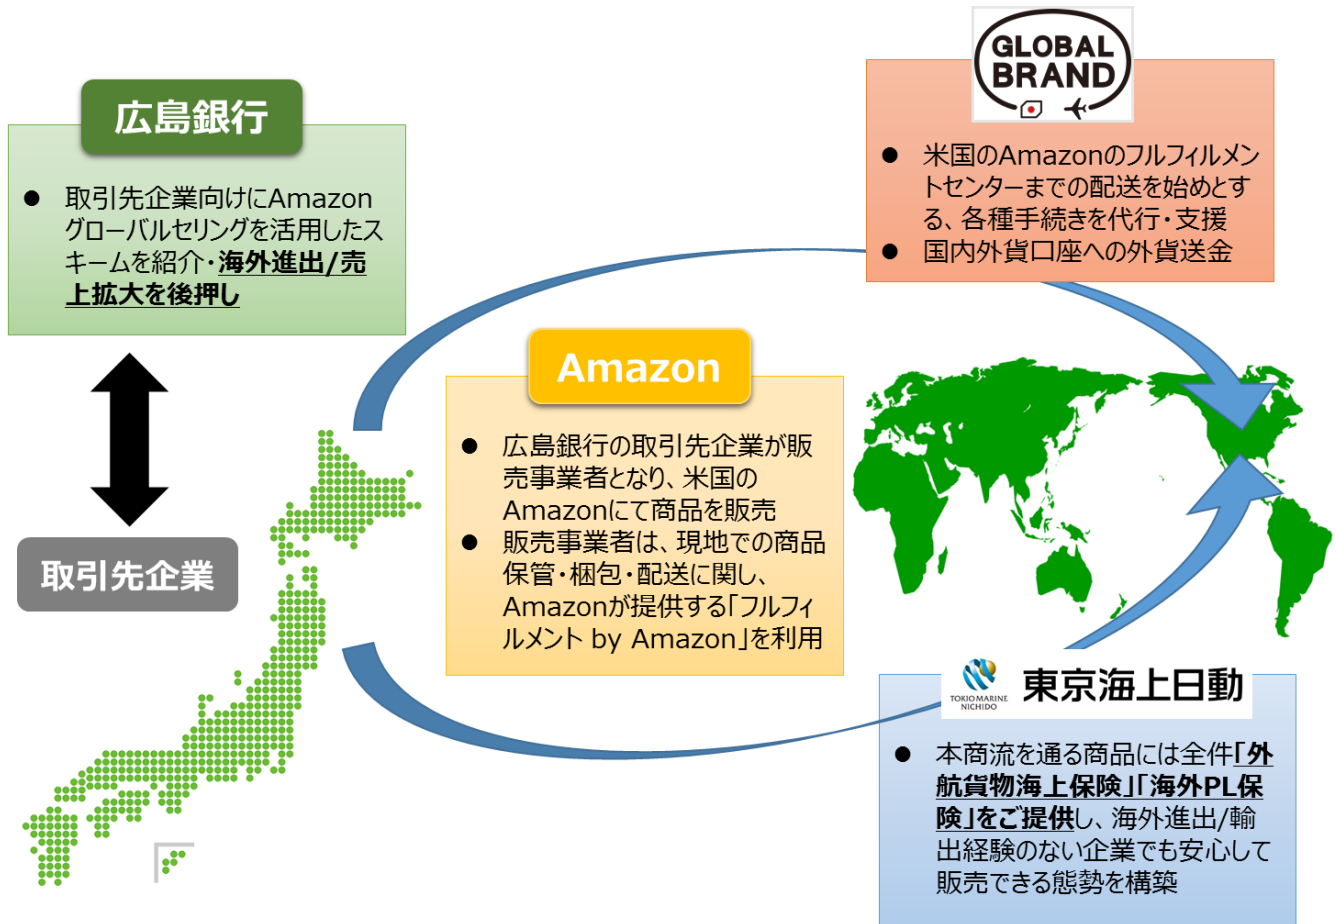 広島銀行
● 取引先企業向けにAmazon
グローバルセリングを活用したス
キームを紹介・海外進出/売
上拡大を後押し
取引先企業
Amazon
● 広島銀行の取引先企業が販
売事業者となり、米国の
Amazonにて商品を販売
● 販売事業者は、現地での商品
保管・梱包・配送に関し、
Amazonが提供する「フルフィ
ルメント by Amazon」を利用
GLOBAL
BRAND
● 米国のAmazonのフルフィルメン
トセンターまでの配送を始めとす
る、各種手続きを代行・支援
● 国内外貨口座への外貨送金
TOKIO MARINE
NICHIDO
東京海上日動
● 本商流を通る商品には全件「外
航貨物海上保険」「海外PL保
険」をご提供し、海外進出/輸
出経験のない企業でも安心して
販売できる態勢を構築